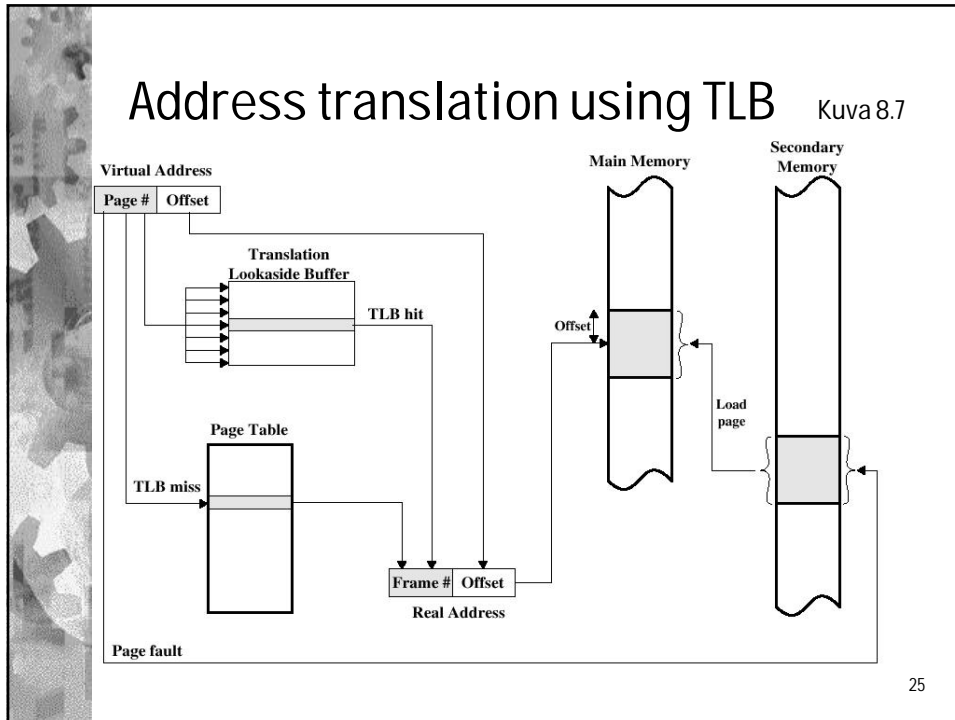 Address translation using TLB Kuva 8.7
Virtual Address
Page # Offset
Translation
Lookaside Buffer
TLB hit
Page Table
TLB miss
Frame # Offset
Real Address
Page fault
Main Memory
Offset
Load
page
Secondary
Memory
25